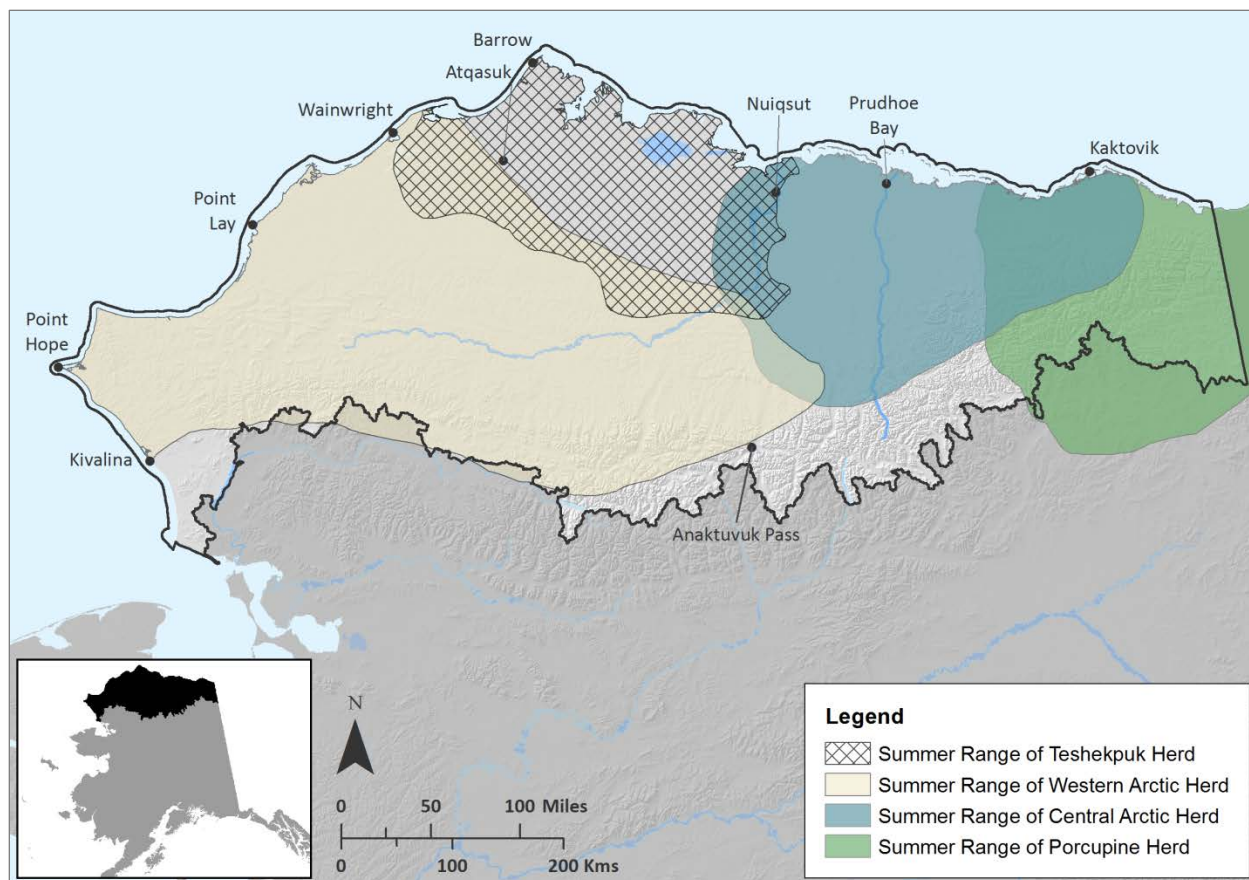 Barrow
Atqasuk
Wainwright
Nuiqsut
Prudhoe
Bay
Kaktovik
Point
Lay
Point
Hope
Kivalina
Anaktuvuk Pass
N
0 50 100 Miles
0 100 200 Kms
Legend
Summer Range of Teshekpuk Herd
Summer Range of Western Arctic Herd
Summer Range of Central Arctic Herd
Summer Range of Porcupine Herd